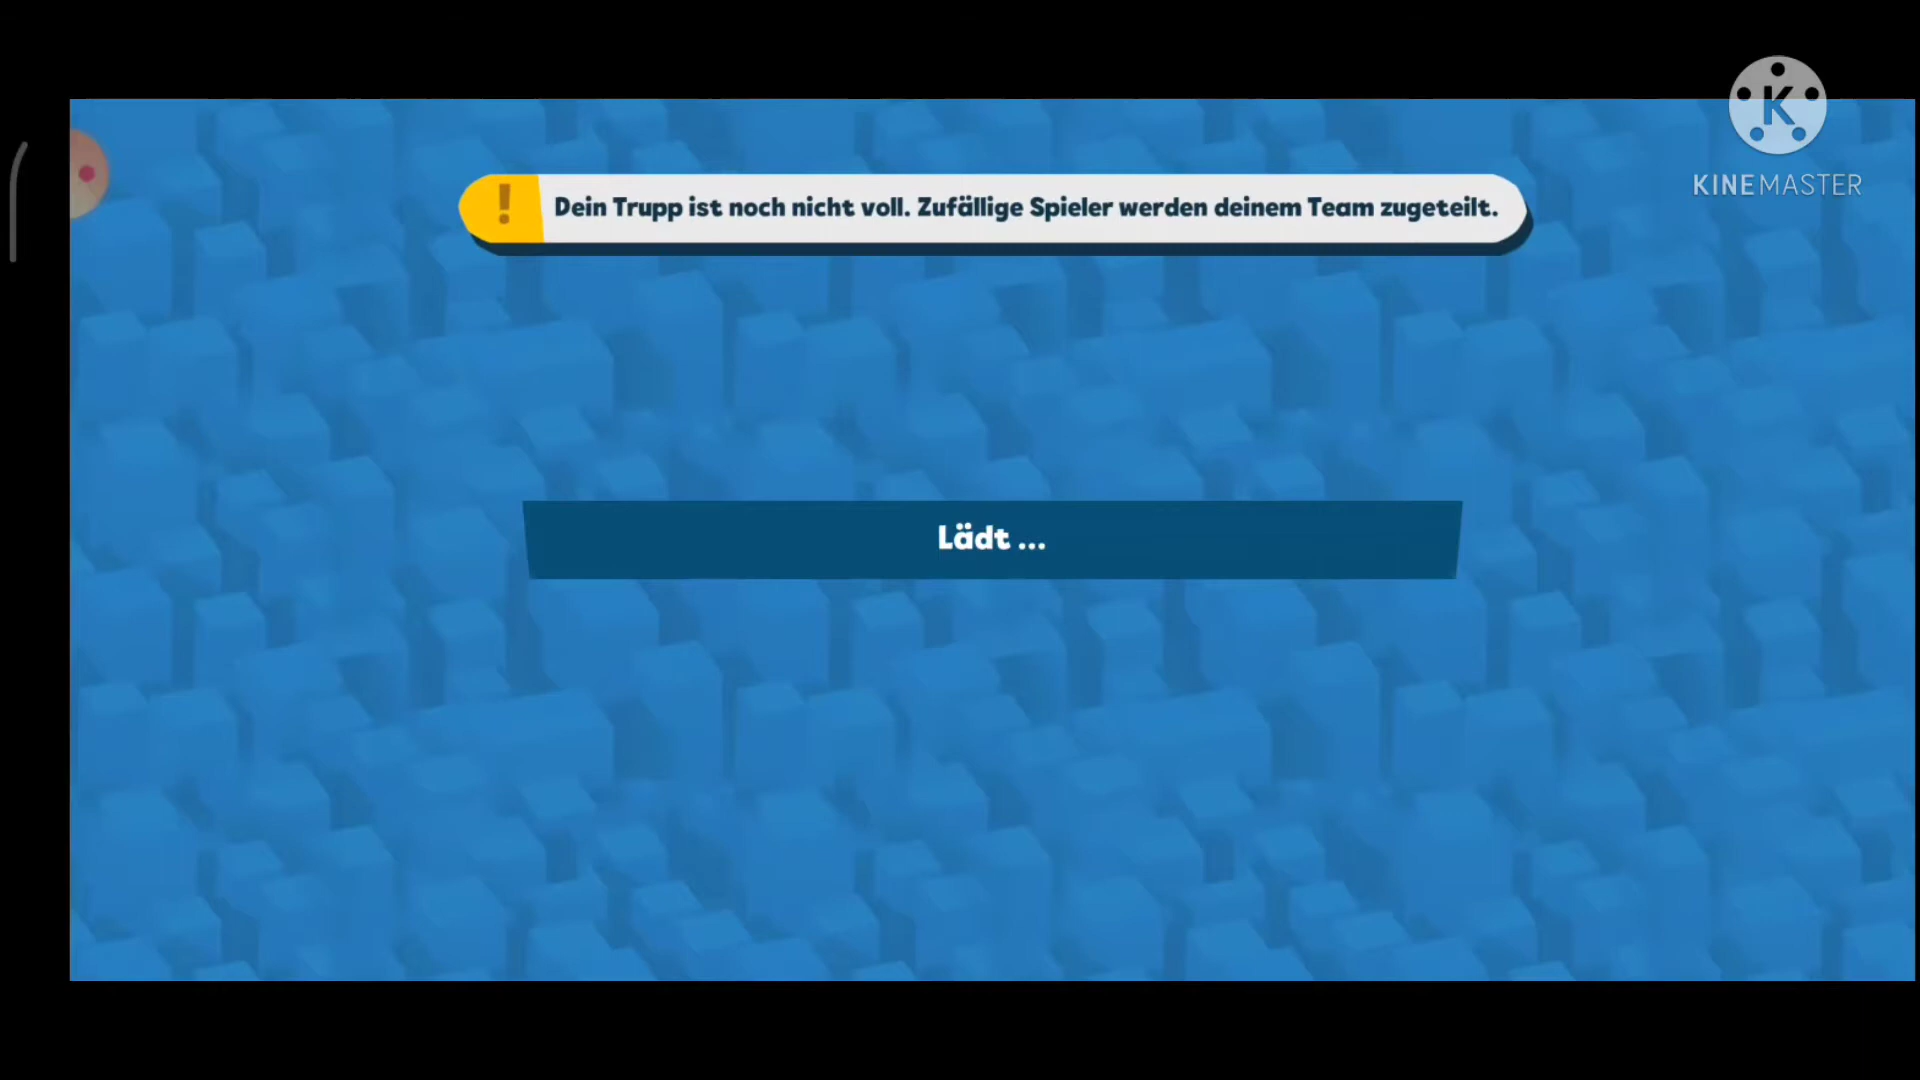 K
KINEMASTER
! Dein Trupp ist noch nicht voll. Zufällige Spieler werden deinem Team zugeteilt.
Lädt ...